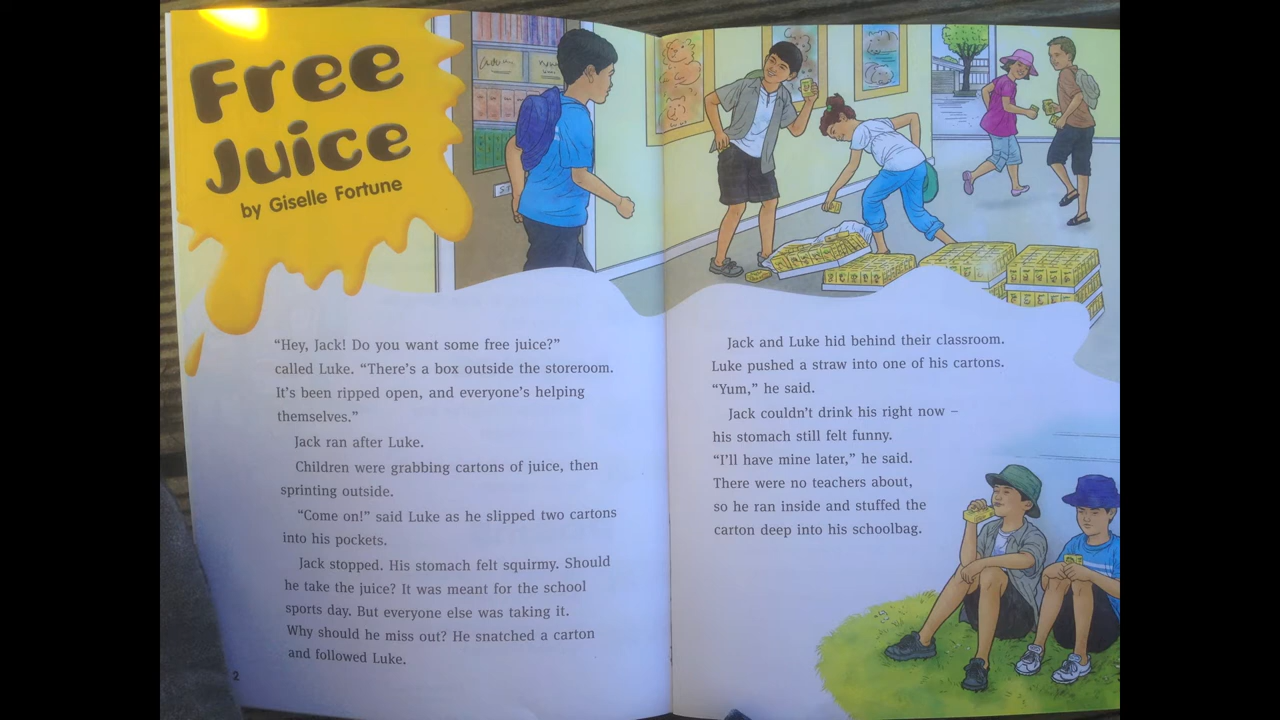 Free
Juice
by Giselle Fortune
“Hey, Jack! Do you want some free juice?”
called Luke. “There’s a box outside the storeroom.
It’s been ripped open, and everyone’s helping
themselves.”
Jack ran after Luke.
Children were grabbing cartons of juice, then
sprinting outside.
“Come on!” said Luke as he slipped two cartons
into his pockets.
Jack stopped. His stomach felt squirmy. Should
he take the juice? It was meant for the school
sports day. But everyone else was taking it.
Why should he miss out? He snatched a carton
and followed Luke.
2
Jack and Luke hid behind their classroom.
Luke pushed a straw into one of his cartons.
“Yum,” he said.
Jack couldn’t drink his right now –
his stomach still felt funny.
“I’ll have mine later,” he said.
There were no teachers about,
so he ran inside and stuffed the
carton deep into his schoolbag.